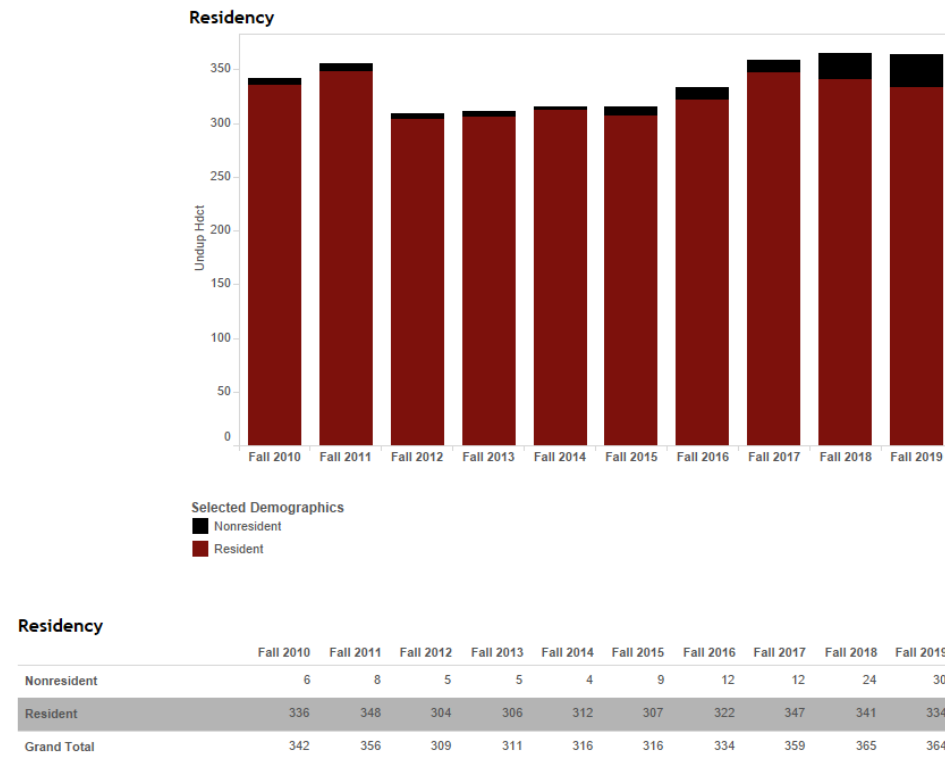 Residency
350
300
250
200
150
100
50
0
Undup Hdct
Fall 2010 Fall 2011 Fall 2012 Fall 2013 Fall 2014 Fall 2015 Fall 2016 Fall 2017 Fall 2018 Fall 2019
Selected Demographics
Nonresident
Resident
Residency
Fall 2010 Fall 2011 Fall 2012 Fall 2013 Fall 2014 Fall 2015 Fall 2016 Fall 2017 Fall 2018 Fall 2019
Nonresident 6 8 5 5 4 9 12 12 24 30
Resident 336 348 304 306 312 307 322 347 341 334
Grand Total 342 356 309 311 316 316 334 359 365 364